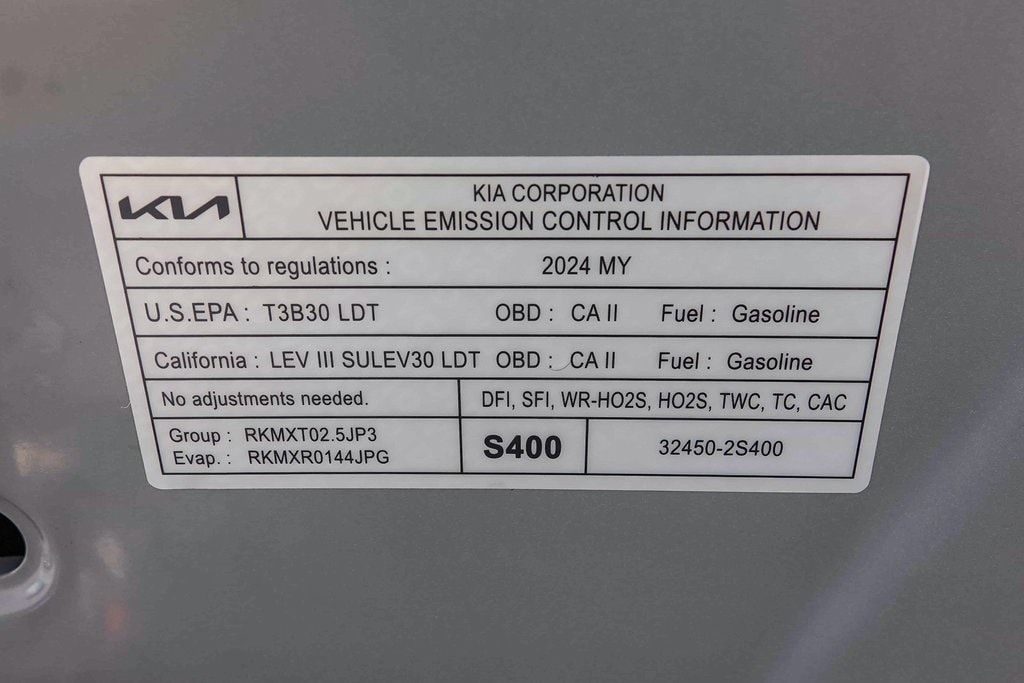 KIA
KIA CORPORATION
VEHICLE EMISSION CONTROL INFORMATION
Conforms to regulations : 2024 MY
U.S.EPA : T3B30 LDT OBD : CA II Fuel : Gasoline
California : LEV III SULEV30 LDT OBD : CA II Fuel : Gasoline
No adjustments needed.
DFI, SFI, WR-HO2S, HO2S, TWC, TC, CAC
Group : RKMXT02.5JP3
Evap. : RKMXR0144JPG
S400
32450-2S400